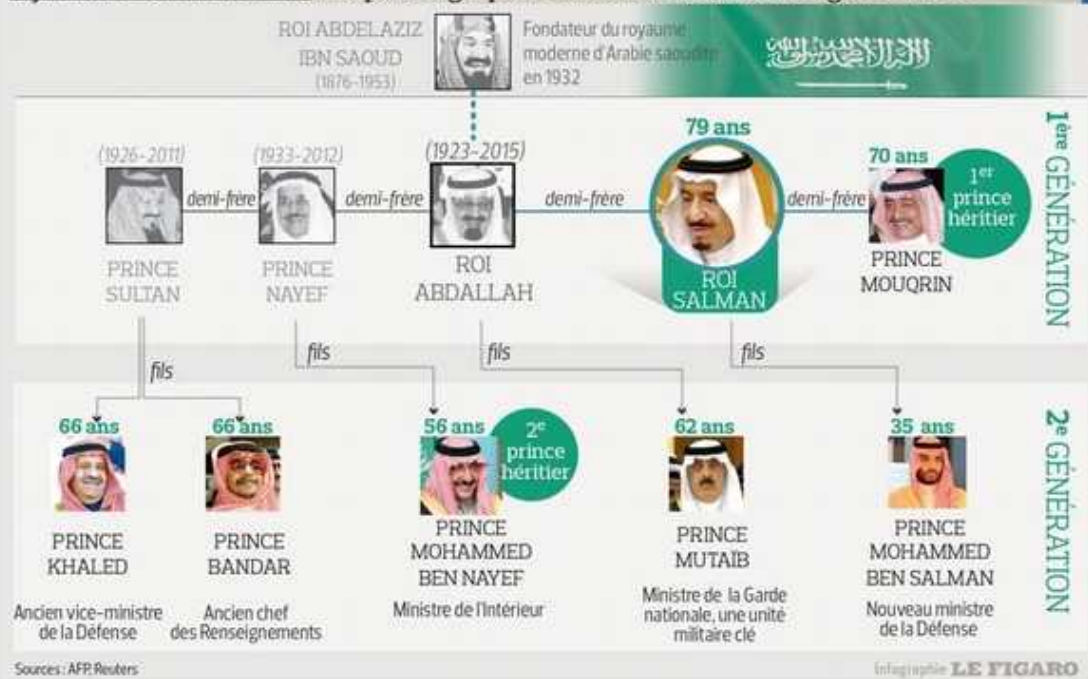 ROI ABDELAZIZ
IBN SAOUD
(1876-1953)
Fondateur du royaume
moderne d'Arabie saoudite
en 1932
1ère GÉNÉRATION
(1926-2011)
PRINCE
SULTAN
demi-frère
(1933-2012)
PRINCE
NAYEF
demi-frère
(1923-2015)
ROI
ABDALLAH
demi-frère
79 ans
ROI
SALMAN
demi-frère
70 ans
1er
prince
héritier
PRINCE
MOUQRIN
fils
fils
fils
fils
2e GÉNÉRATION
66 ans
PRINCE
KHALED
Ancien vice-ministre
de la Défense
66 ans
PRINCE
BANDAR
Ancien chef
des Renseignements
56 ans
2e
prince
héritier
PRINCE
MOHAMMED
BEN NAYEF
Ministre de l'Intérieur
62 ans
PRINCE
MUTAÏB
Ministre de la Garde
nationale, une unité
militaire clé
35 ans
PRINCE
MOHAMMED
BEN SALMAN
Nouveau ministre
de la Défense
Sources : AFP, Reuters
Infographie LE FIGARO